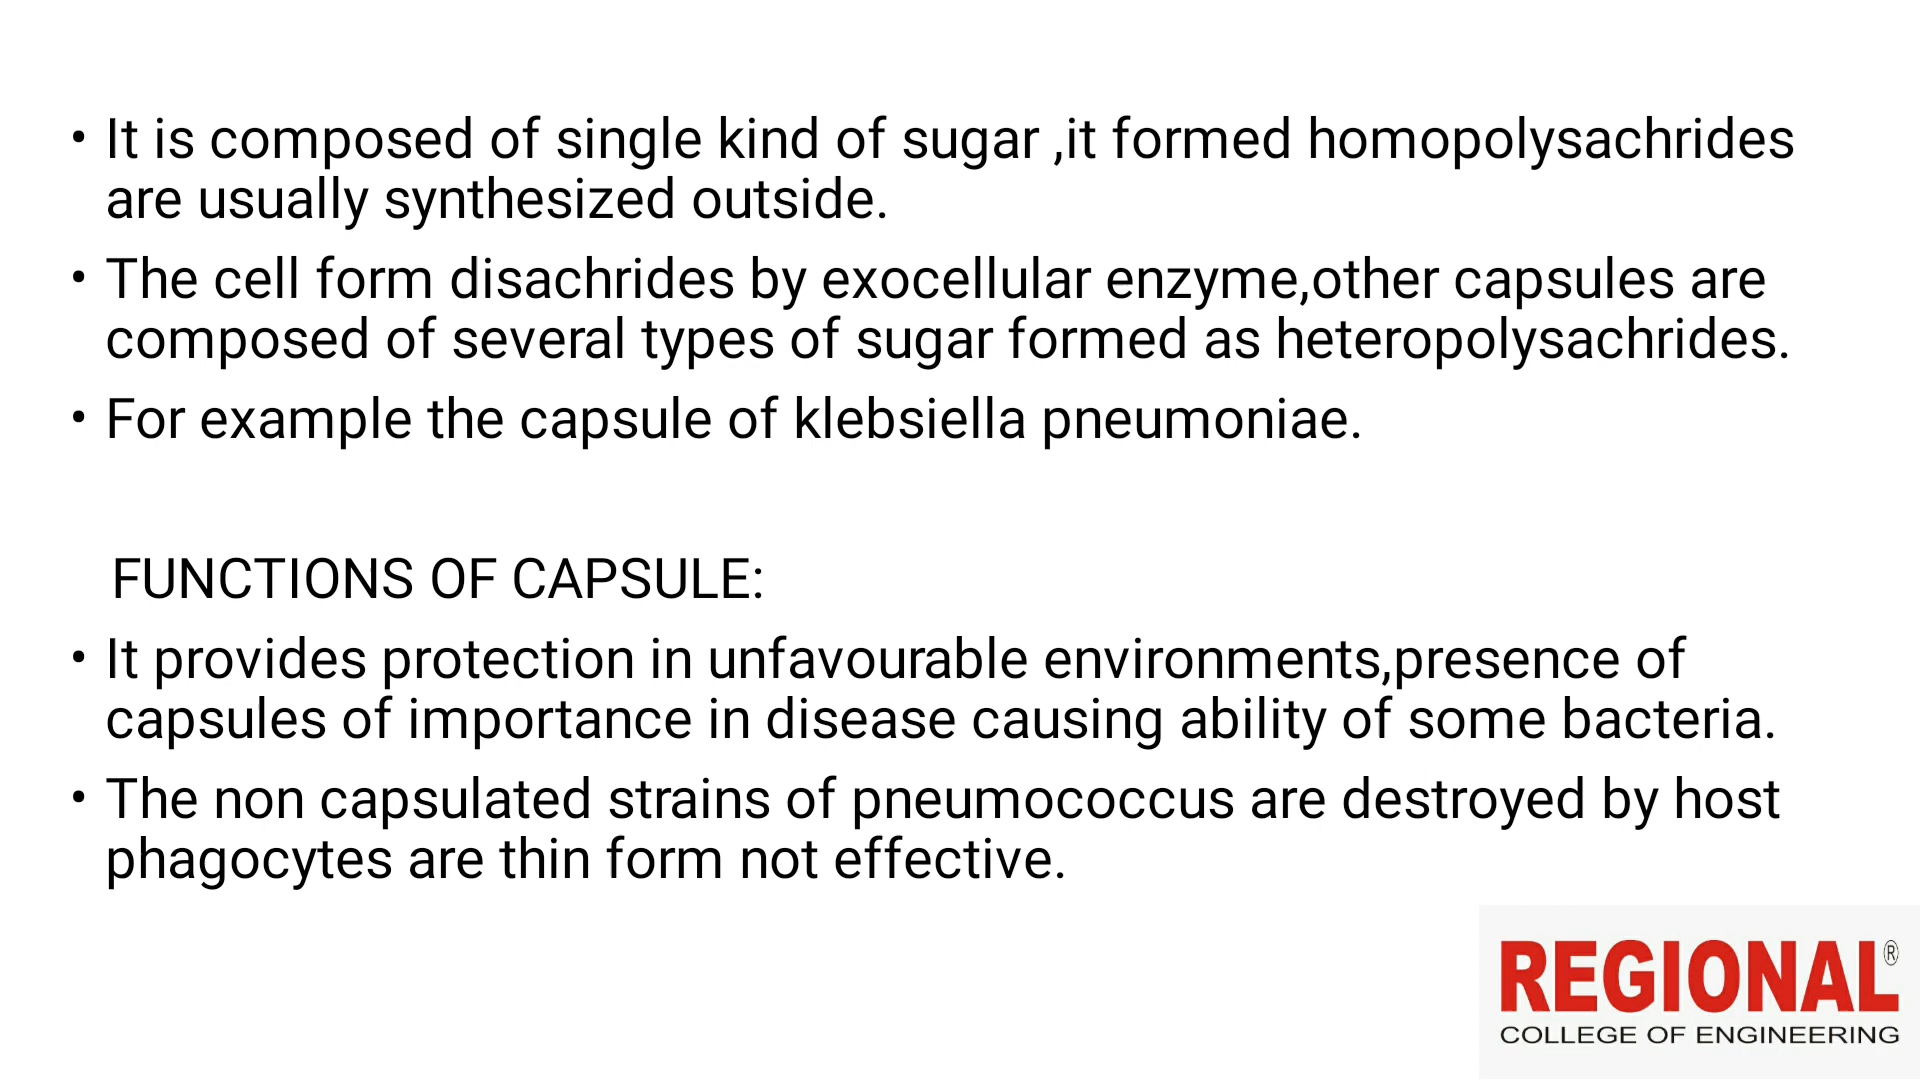 • It is composed of single kind of sugar ,it formed homopolysachrides
are usually synthesized outside.
• The cell form disachrides by exocellular enzyme,other capsules are
composed of several types of sugar formed as heteropolysachrides.
• For example the capsule of klebsiella pneumoniae.
FUNCTIONS OF CAPSULE:
• It provides protection in unfavourable environments,presence of
capsules of importance in disease causing ability of some bacteria.
• The non capsulated strains of pneumococcus are destroyed by host
phagocytes are thin form not effective.
REGIONAL®
COLLEGE OF ENGINEERING